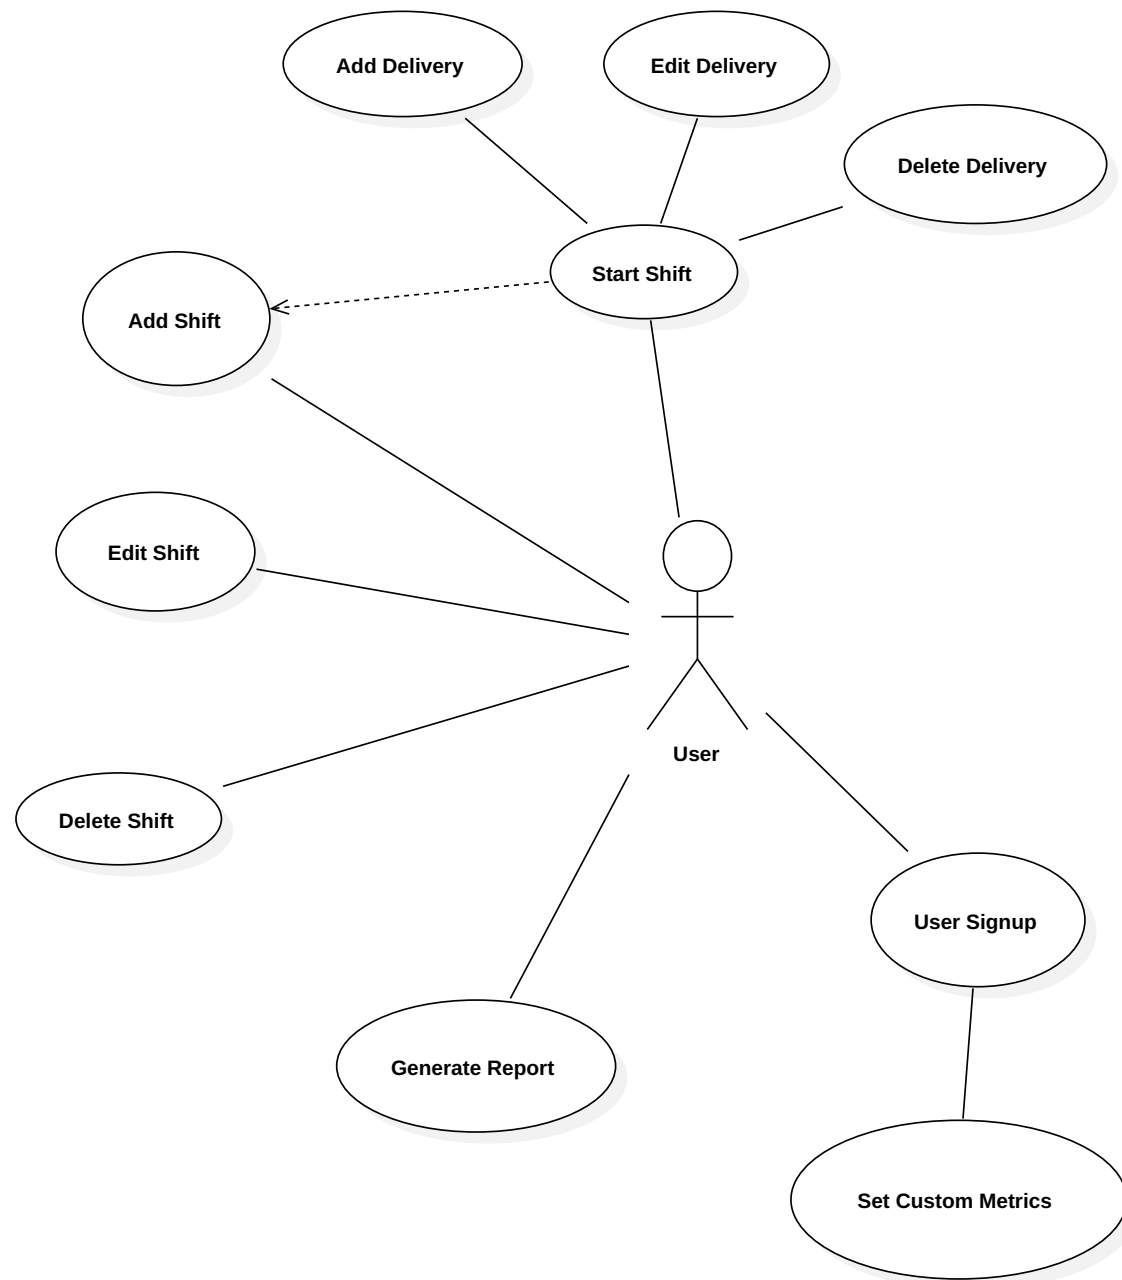 Add Delivery
Edit Delivery
Delete Delivery
Start Shift
Add Shift
Edit Shift
User
Delete Shift
User Signup
Generate Report
Set Custom Metrics